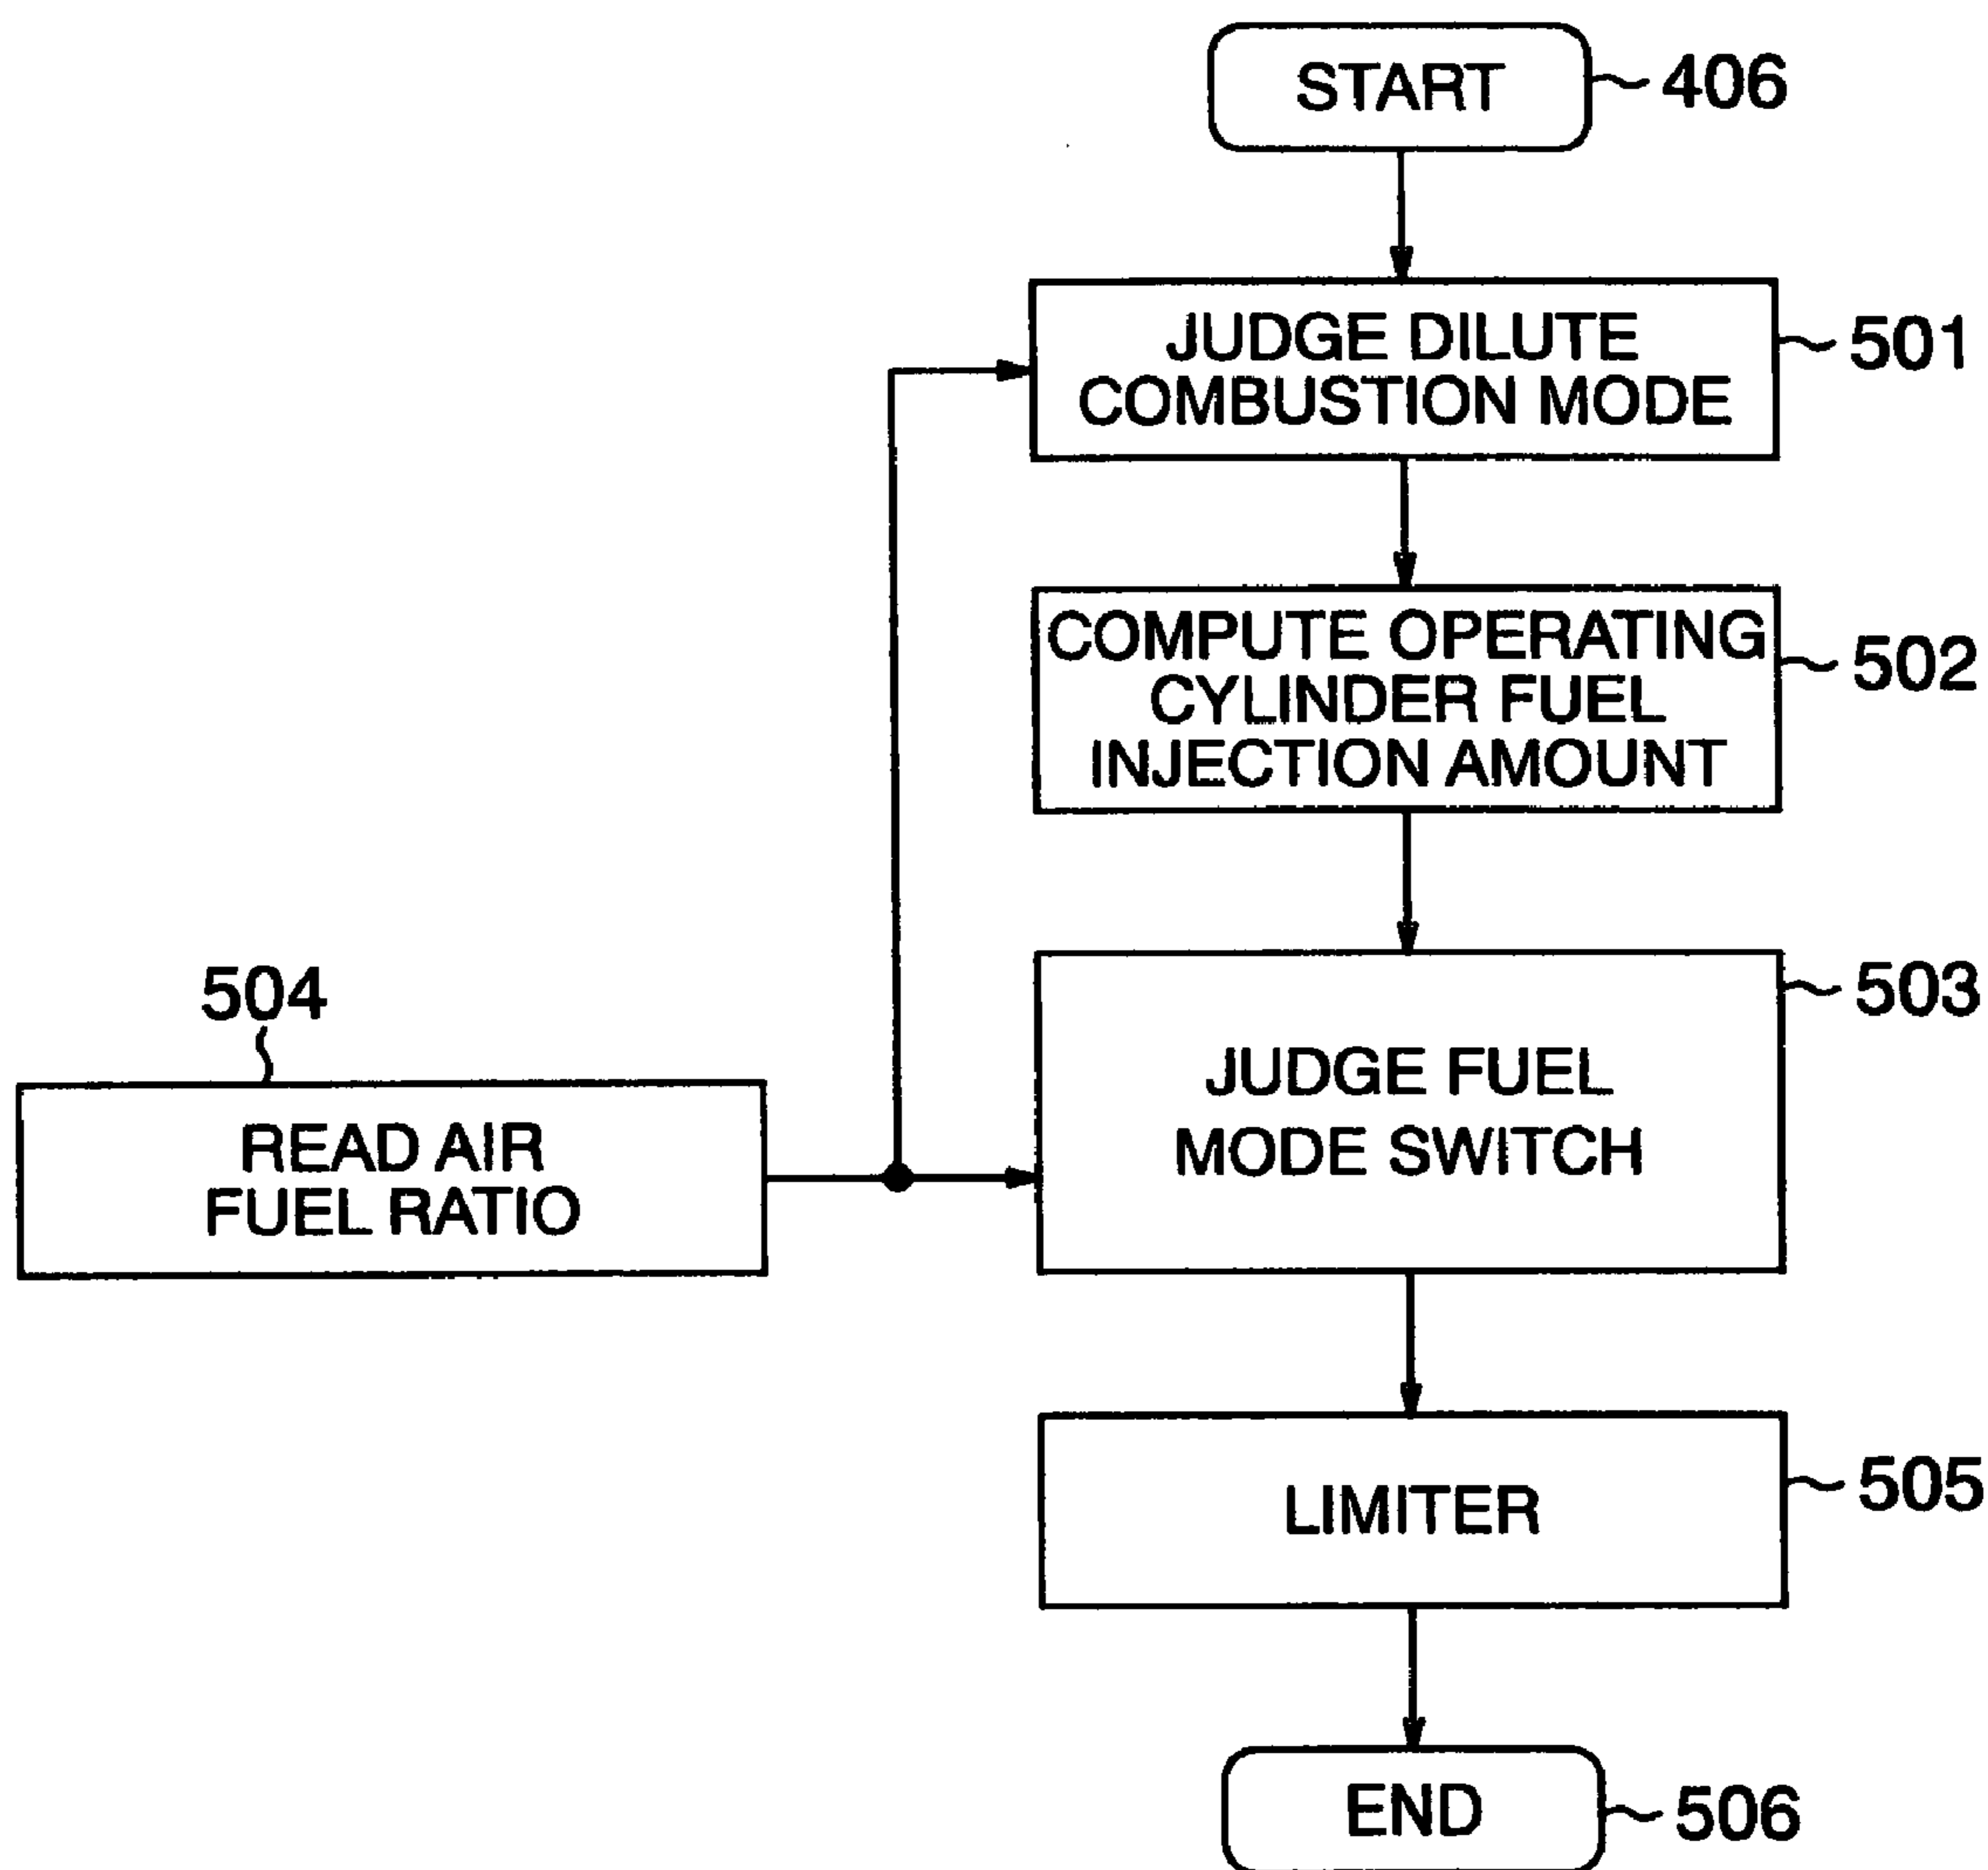 START
406
JUDGE DILUTE
COMBUSTION MODE
501
COMPUTE OPERATING
CYLINDER FUEL
INJECTION AMOUNT
502
503
JUDGE FUEL
MODE SWITCH
504
READ AIR
FUEL RATIO
LIMITER
505
END
506